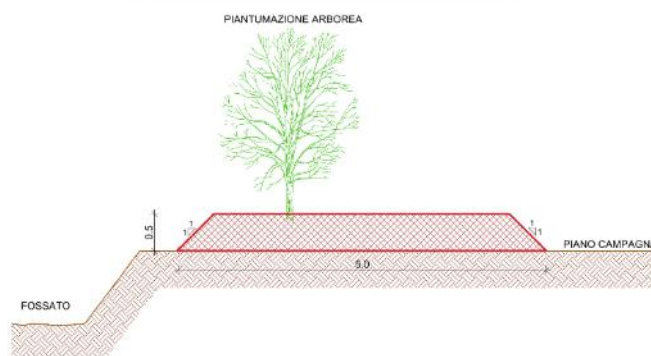 PIANTUMAZIONE ARBOREA
0.5
1
1
1
1
PIANO CAMPAGNA
5.0
FOSSATO